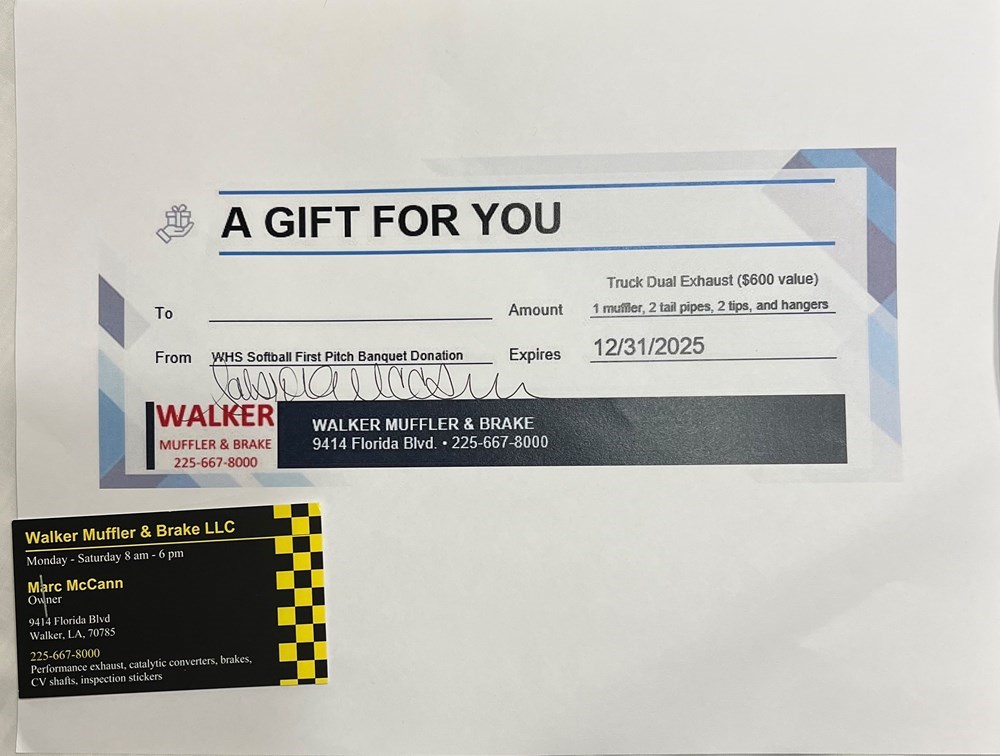 A GIFT FOR YOU
Truck Dual Exhaust ($600 value)
To
Amount
1 muffler, 2 tail pipes, 2 tips, and hangers
From
WHS Softball First Pitch Banquet Donation
Expires
12/31/2025
WALKER
MUFFLER & BRAKE
225-667-8000
WALKER MUFFLER & BRAKE
9414 Florida Blvd. • 225-667-8000
Walker Muffler & Brake LLC
Monday - Saturday 8 am - 6 pm
Marc McCann
Owner
9414 Florida Blvd
Walker, LA, 70785
225-667-8000
Performance exhaust, catalytic converters, brakes,
CV shafts, inspection stickers